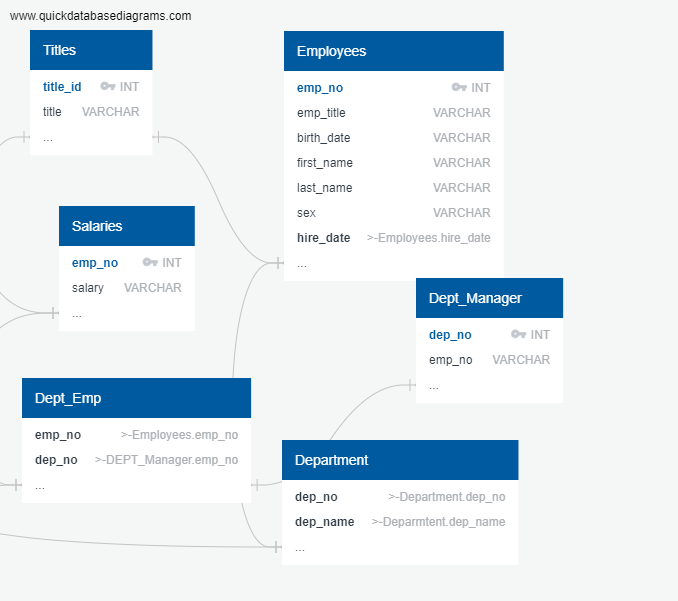 www.quickdatabasediagrams.com
Titles
title_id INT
title VARCHAR
...
Employees
emp_no INT
emp_title VARCHAR
birth_date VARCHAR
first_name VARCHAR
last_name VARCHAR
sex VARCHAR
hire_date >-Employees.hire_date
...
Salaries
emp_no INT
salary VARCHAR
...
Dept_Manager
dep_no INT
emp_no VARCHAR
...
Dept_Emp
emp_no >-Employees.emp_no
dep_no >-DEPT_Manager.emp_no
...
Department
dep_no >-Department.dep_no
dep_name >-Deparmtent.dep_name
...